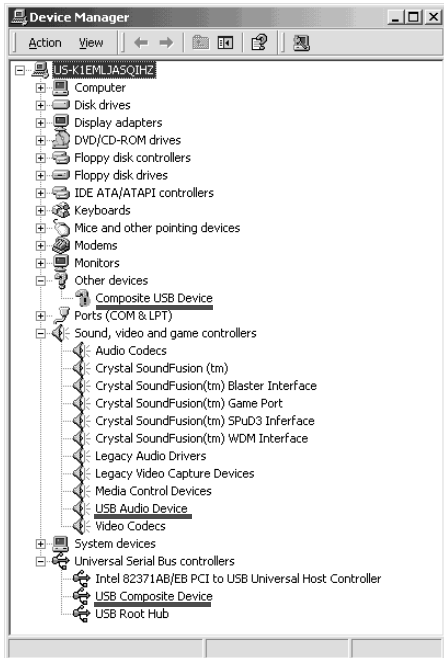 Device Manager
Action View
US-K1EMLJASQIHZ
Computer
Disk drives
Display adapters
DVD/CD-ROM drives
Floppy disk controllers
Floppy disk drives
IDE ATA/ATAPI controllers
Keyboards
Mice and other pointing devices
Modems
Monitors
Other devices
Composite USB Device
Ports (COM & LPT)
Sound, video and game controllers
Audio Codecs
Crystal SoundFusion (tm)
Crystal SoundFusion(tm) Blaster Interface
Crystal SoundFusion(tm) Game Port
Crystal SoundFusion(tm) SPuD3 Inferface
Crystal SoundFusion(tm) WDM Interface
Legacy Audio Drivers
Legacy Video Capture Devices
Media Control Devices
USB Audio Device
Video Codecs
System devices
Universal Serial Bus controllers
Intel 82371AB/EB PCI to USB Universal Host Controller
USB Composite Device
USB Root Hub